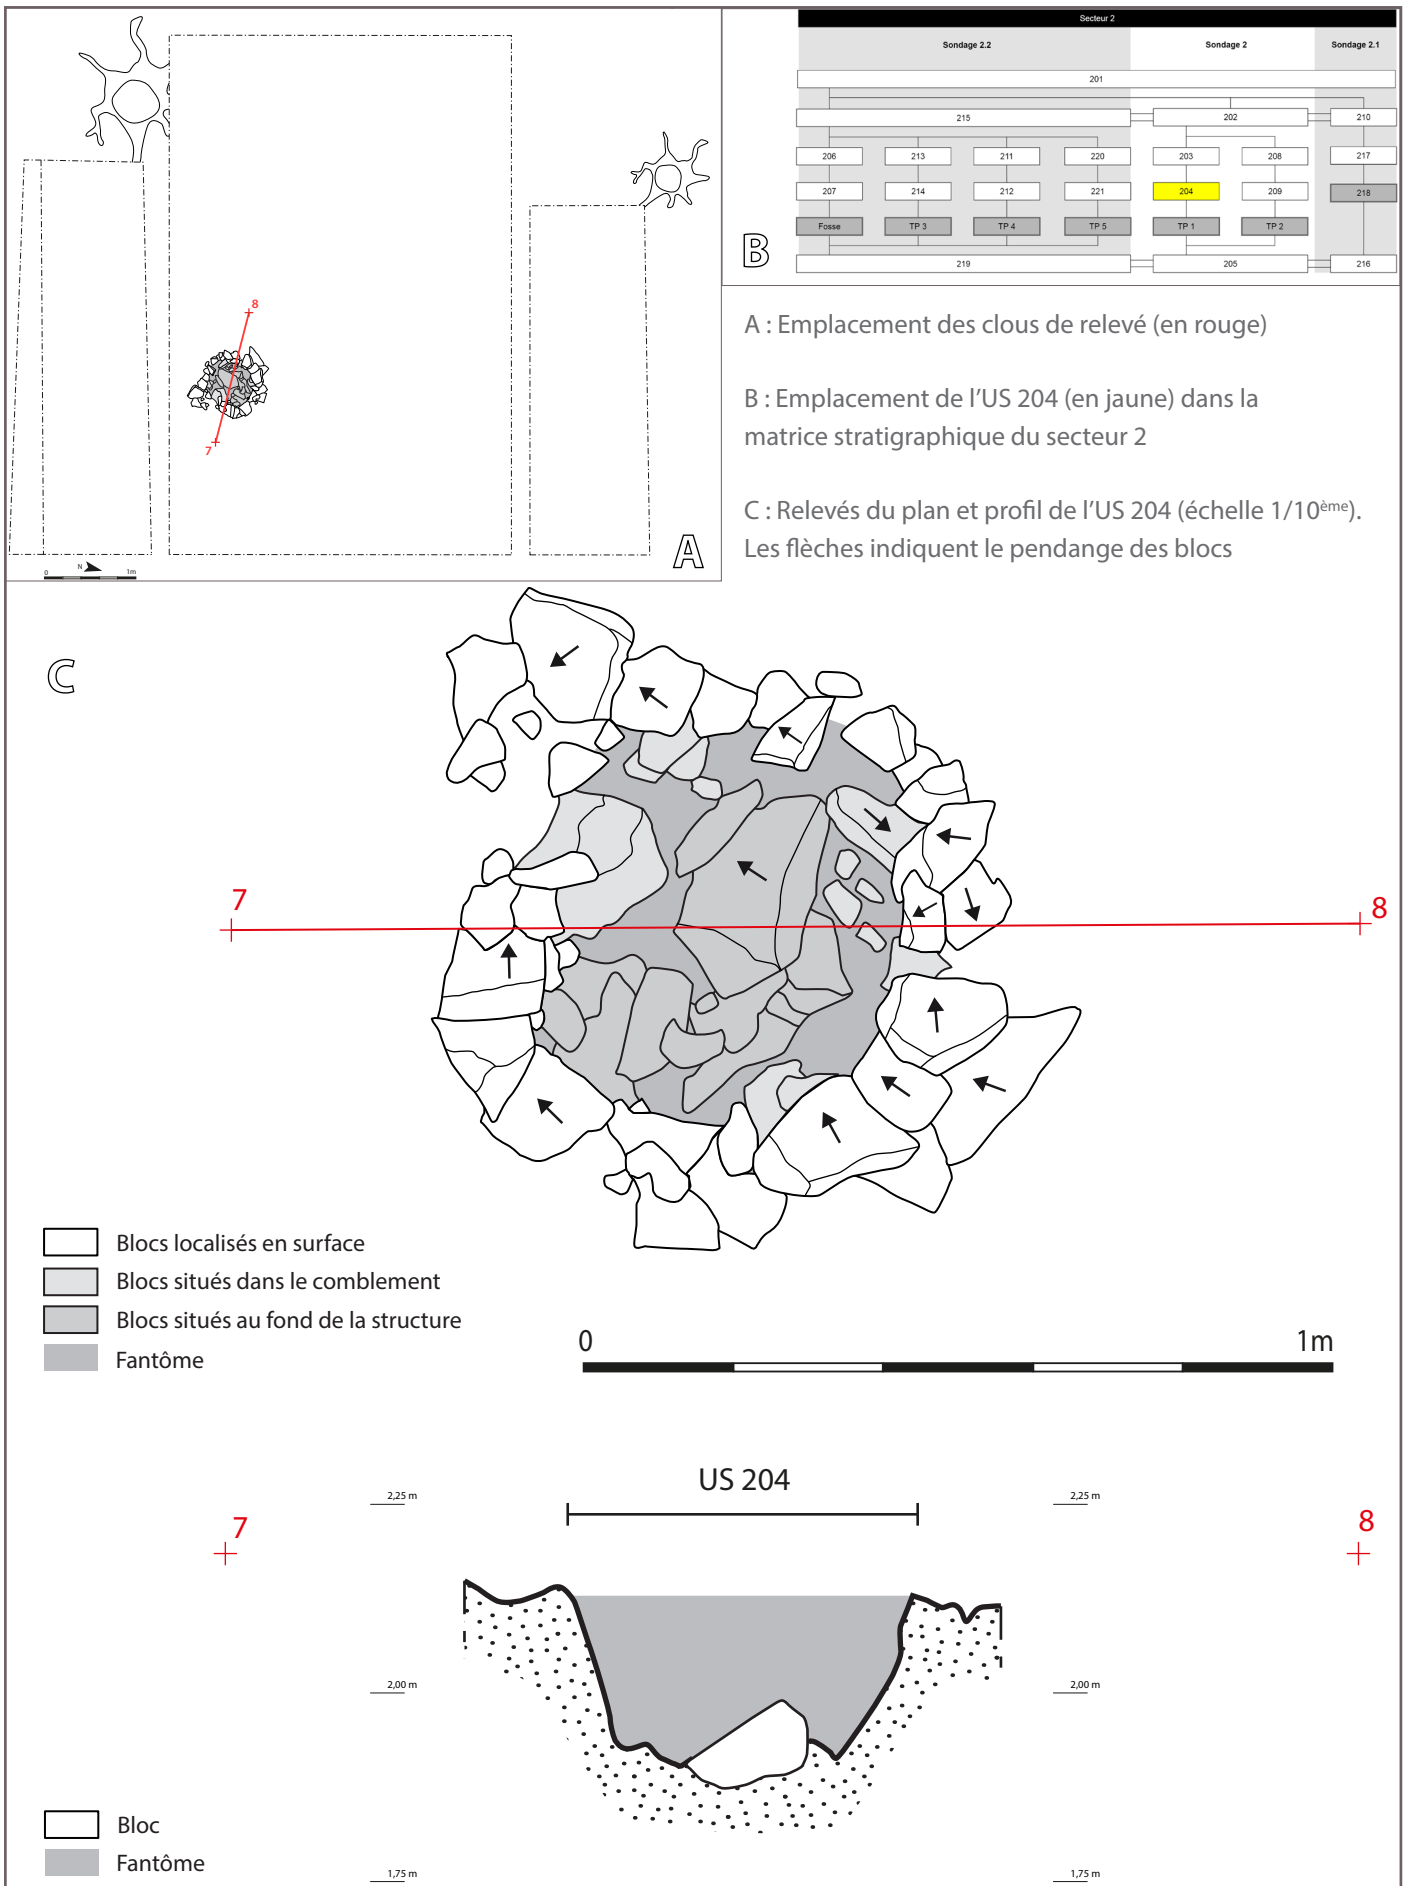 8
7
0 N 1m
A
Secteur 2
Sondage 2.2 Sondage 2 Sondage 2.1
201
215 202 210
206 213 211 220 203 208 217
207 214 212 221 204 209 218
Fosse TP 3 TP 4 TP 5 TP 1 TP 2
219 205 216
B
A : Emplacement des clous de relevé (en rouge)
B : Emplacement de l'US 204 (en jaune) dans la
matrice stratigraphique du secteur 2
C : Relevés du plan et profil de l'US 204 (échelle 1/10ème).
Les flèches indiquent le pendange des blocs
C
7 8
Blocs localisés en surface
Blocs situés dans le comblement
Blocs situés au fond de la structure
Fantôme
0 1m
US 204
2,25 m 2,25 m
7 8
2,00 m 2,00 m
Bloc
Fantôme
1,75 m 1,75 m